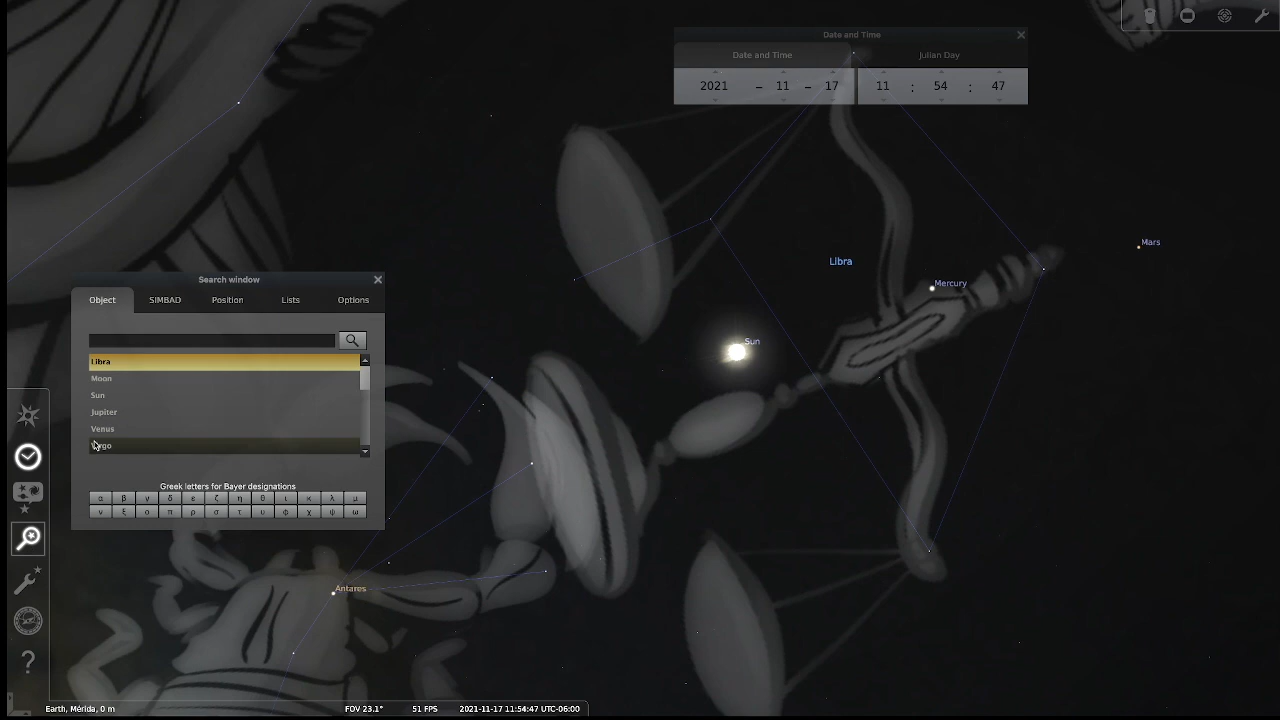 Date and Time
Date and Time
Julian Day
2021 – 11 – 17
11 : 54 : 47
Mars
Libra
Mercury
Search window
Object
SIMBAD
Position
Lists
Options
Sun
Libra
Moon
Sun
Jupiter
Venus
Greek letters for Bayer designations
α β γ δ ε ζ η θ ι κ λ μ
ν ξ ο π ρ σ τ υ φ χ ψ ω
Antares
Earth, Mérida, 0 m
FOV 23.1°
51 FPS
2021-11-17 11:54:47 UTC-06:00